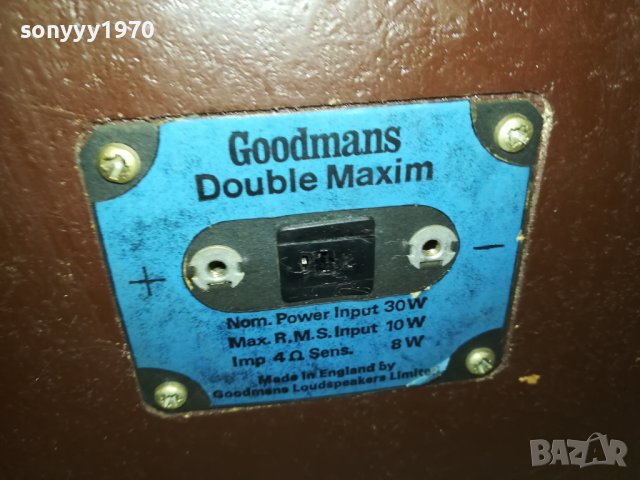 sonyyy1970
Goodmans
Double Maxim
+ -
Nom. Power Input 30W
Max. R.M.S. Input 10W
Imp 4Ω Sens. 8W
Made in England by
Goodmans Loudspeakers Limited
BAZAR